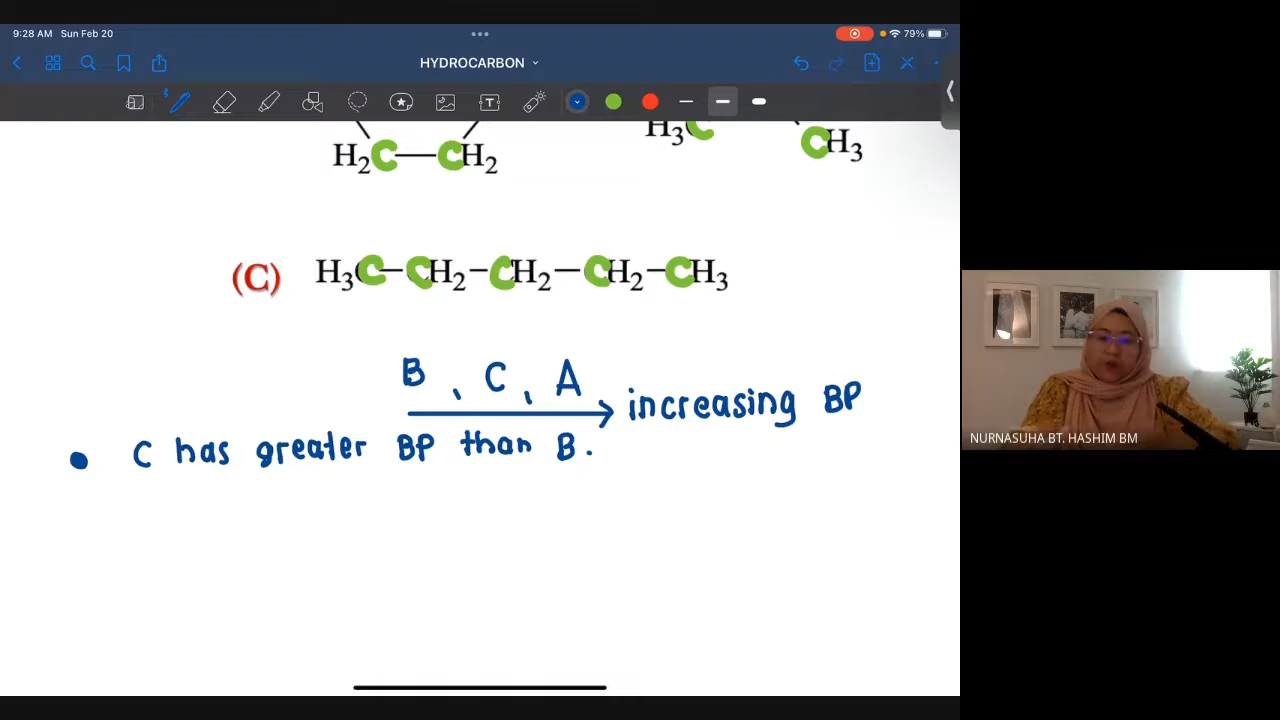 9:28 AM Sun Feb 20
79%
HYDROCARBON
H₃C
CH₃
H₂C—CH₂
(C) H₃C—CH₂—CH₂—CH₂—CH₃
B, C, A
increasing BP
• C has greater BP than B.
NURNASUHA BT. HASHIM BM